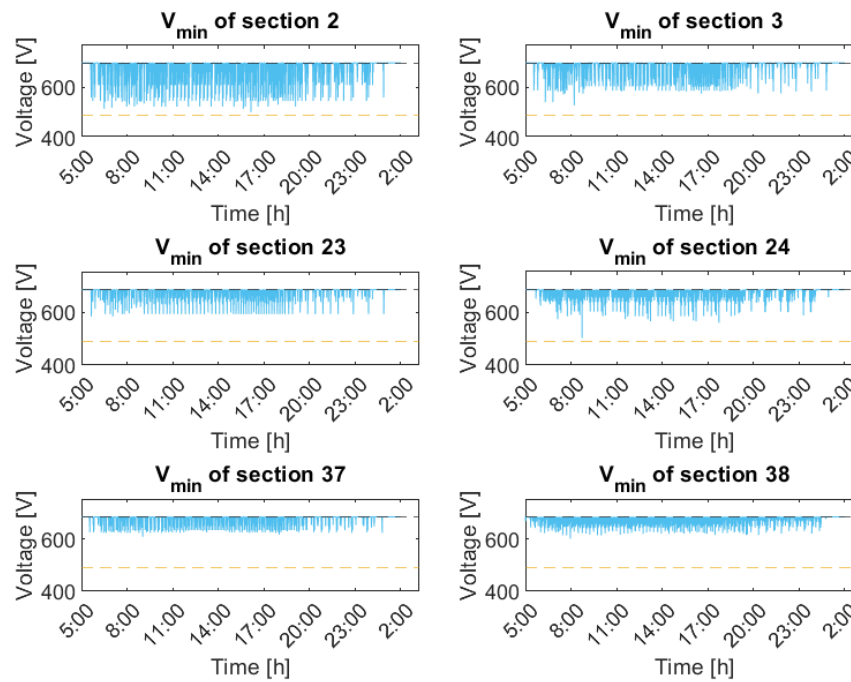 V_min of section 2
Voltage [V]
600
400
5:00 8:00 11:00 14:00 17:00 20:00 23:00 2:00
Time [h]
V_min of section 3
Voltage [V]
600
400
5:00 8:00 11:00 14:00 17:00 20:00 23:00 2:00
Time [h]
V_min of section 23
Voltage [V]
600
400
5:00 8:00 11:00 14:00 17:00 20:00 23:00 2:00
Time [h]
V_min of section 24
Voltage [V]
600
400
5:00 8:00 11:00 14:00 17:00 20:00 23:00 2:00
Time [h]
V_min of section 37
Voltage [V]
600
400
5:00 8:00 11:00 14:00 17:00 20:00 23:00 2:00
Time [h]
V_min of section 38
Voltage [V]
600
400
5:00 8:00 11:00 14:00 17:00 20:00 23:00 2:00
Time [h]